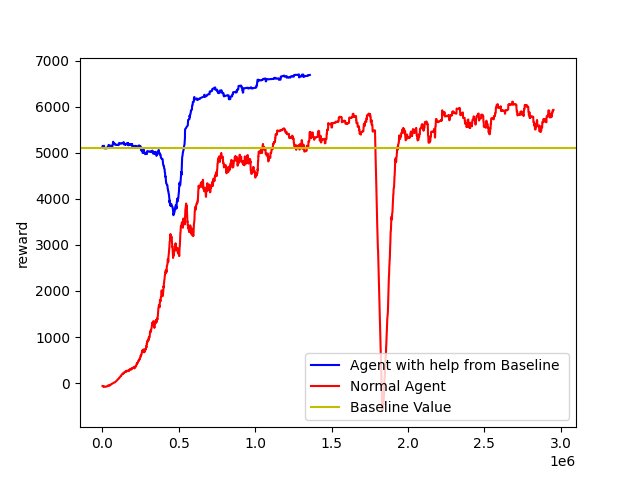 7000
6000
5000
4000
3000
2000
1000
0
reward
Agent with help from Baseline
Normal Agent
Baseline Value
0.0 0.5 1.0 1.5 2.0 2.5 3.0
1e6